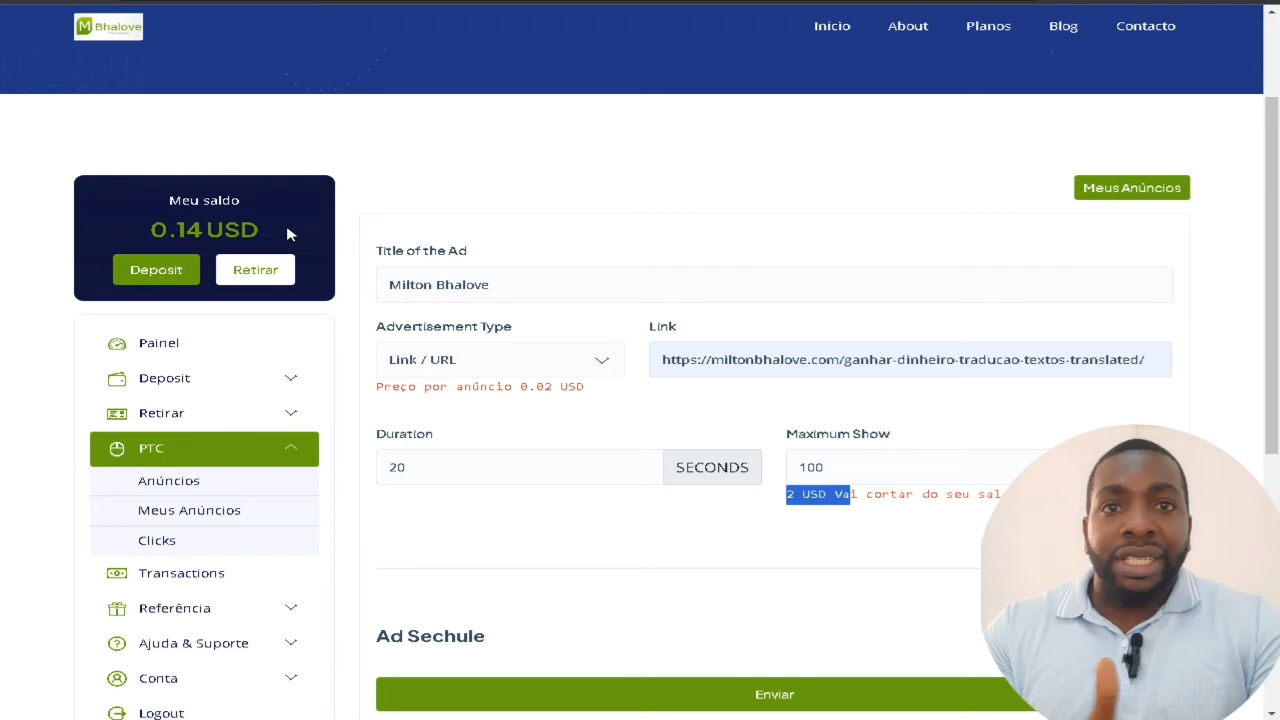 M Bhalove
Início
About
Planos
Blog
Contacto
Meu saldo
0.14 USD
Deposit
Retirar
Meus Anúncios
Title of the Ad
Milton Bhalove
Advertisement Type
Link
Link / URL
https://miltonbhalove.com/ganhar-dinheiro-traducao-textos-translated/
Preço por anúncio 0.02 USD
Duration
Maximum Show
20
SECONDS
100
2 USD Vai cortar do seu sal
Painel
Deposit
Retirar
PTC
Anúncios
Meus Anúncios
Clicks
Transactions
Referência
Ajuda & Suporte
Conta
Logout
Ad Sechule
Enviar